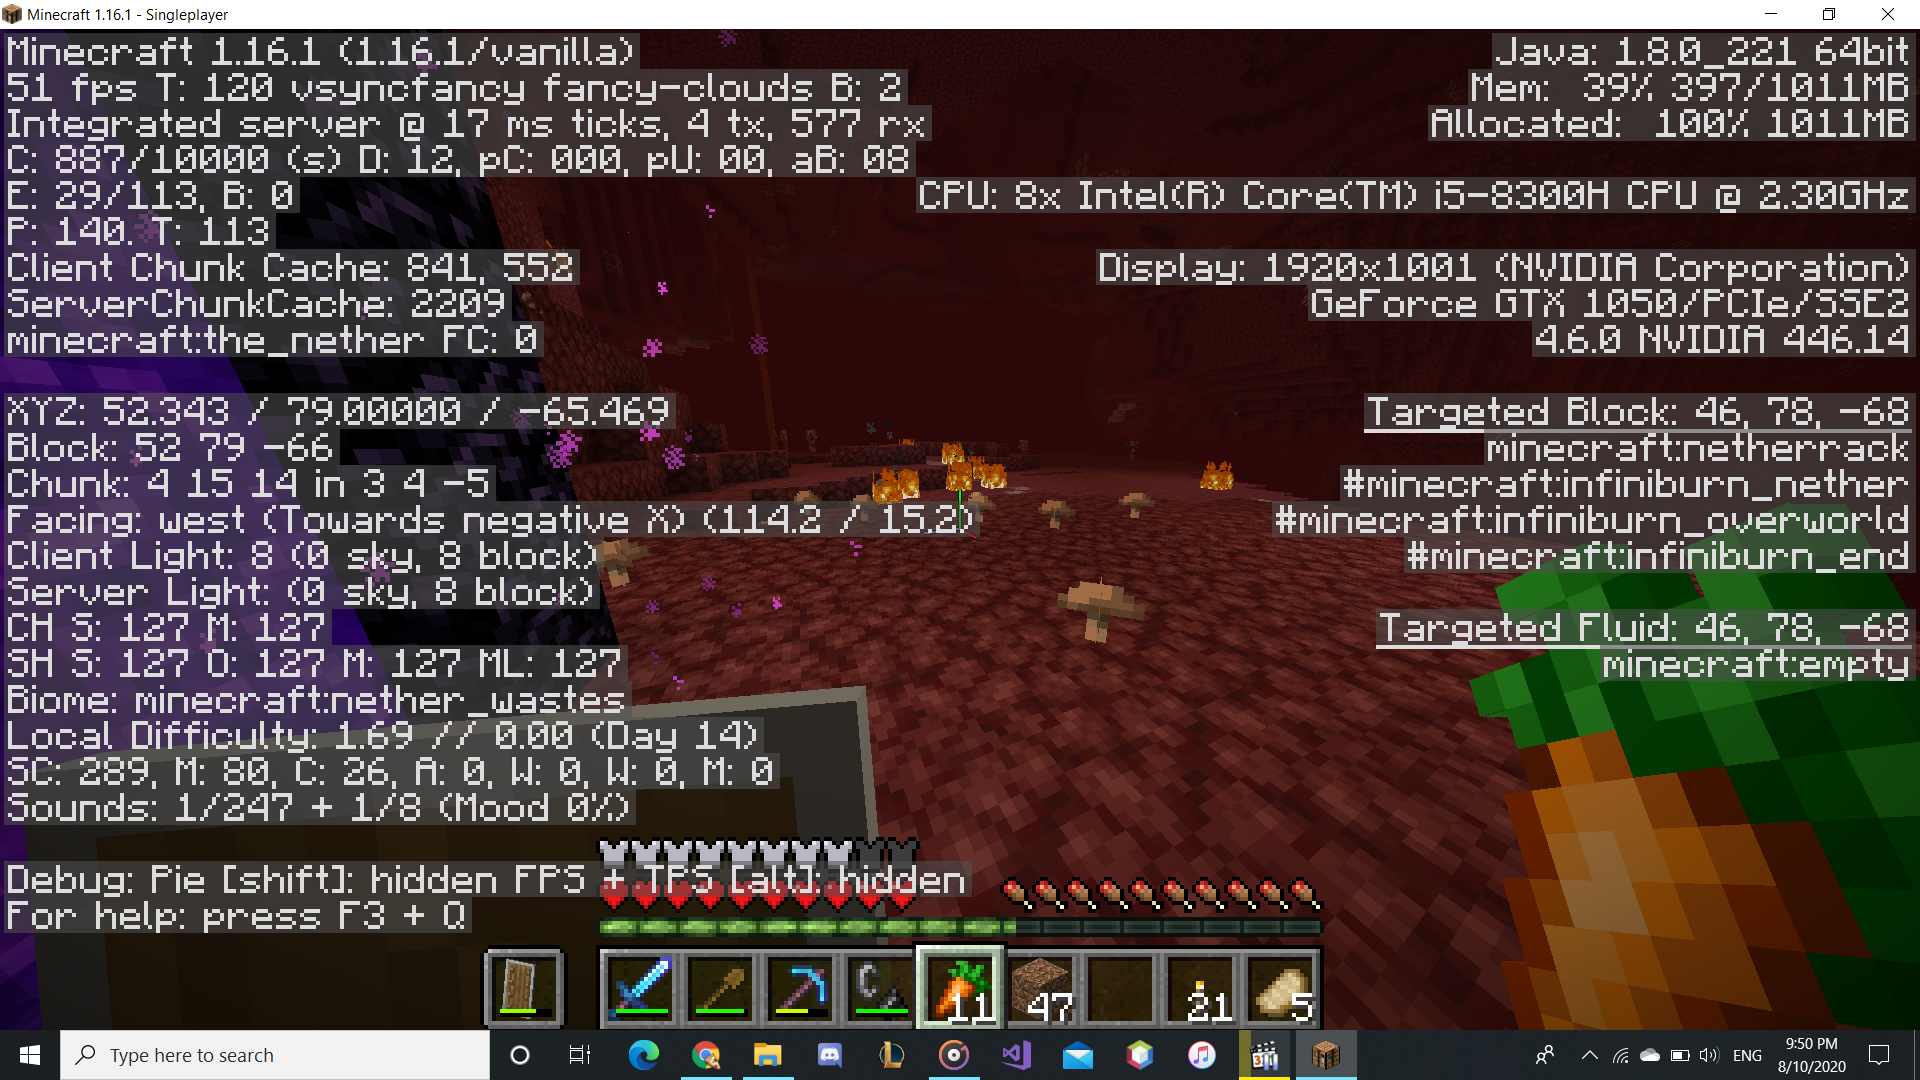 Minecraft 1.16.1 - Singleplayer
Minecraft 1.16.1 (1.16.1/vanilla)
51 fps T: 120 vsyncfancy fancy-clouds B: 2
Integrated server @ 17 ms ticks, 4 tx, 577 rx
C: 887/10000 (s) D: 12, pC: 000, pU: 00, aB: 08
E: 29/113, B: 0
P: 140. T: 113
Client Chunk Cache: 841, 552
ServerChunkCache: 2209
minecraft:the_nether FC: 0
XYZ: 52.343 / 79.00000 / -65.469
Block: 52 79 -66
Chunk: 4 15 14 in 3 4 -5
Facing: west (Towards negative X) (114.2 / 15.2)
Client Light: 8 (0 sky, 8 block)
Server Light: (0 sky, 8 block)
CH S: 127 M: 127
SH S: 127 O: 127 M: 127 ML: 127
Biome: minecraft:nether_wastes
Local Difficulty: 1.69 // 0.00 (Day 14)
SC: 289, M: 80, C: 26, A: 0, W: 0, W: 0, M: 0
Sounds: 1/247 + 1/8 (Mood 0%)
Debug: Pie [shift]: hidden FPS + TPS [alt]: hidden
For help: press F3 + Q
Java: 1.8.0_221 64bit
Mem: 39% 397/1011MB
Allocated: 100% 1011MB
CPU: 8x Intel(R) Core(TM) i5-8300H CPU @ 2.30GHz
Display: 1920x1001 (NVIDIA Corporation)
GeForce GTX 1050/PCIe/SSE2
4.6.0 NVIDIA 446.14
Targeted Block: 46, 78, -68
minecraft:netherrack
#minecraft:infiniburn_nether
#minecraft:infiniburn_overworld
#minecraft:infiniburn_end
Targeted Fluid: 46, 78, -68
minecraft:empty
11 47 21 5
Type here to search
ENG
9:50 PM
8/10/2020